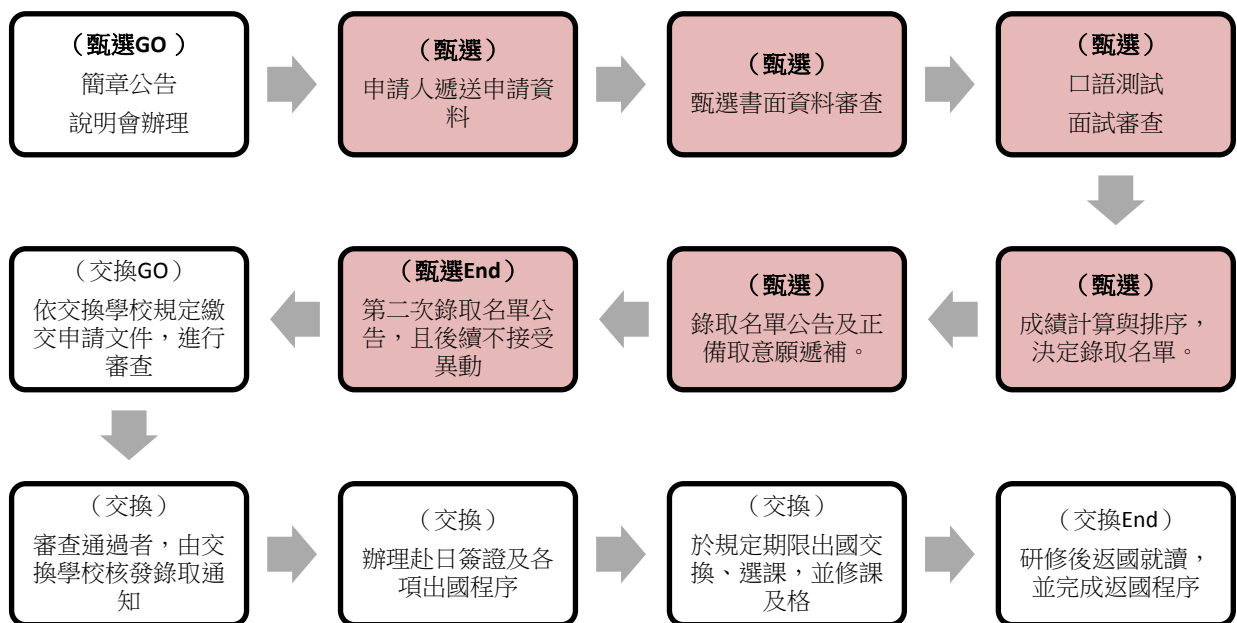 （甄選GO ）
簡章公告
說明會辦理
（甄選）
申請人遞送申請資
料
（甄選）
甄選書面資料審查
（甄選）
口語測試
面試審查
（甄選）
成績計算與排序，
決定錄取名單。
（甄選）
錄取名單公告及正
備取意願遞補。
（甄選End）
第二次錄取名單公
告，且後續不接受
異動
（交換GO）
依交換學校規定繳
交申請文件，進行
審查
（交換）
審查通過者，由交
換學校核發錄取通
知
（交換）
辦理赴日簽證及各
項出國程序
（交換）
於規定期限出國交
換、選課，並修課
及格
（交換End）
研修後返國就讀，
並完成返國程序